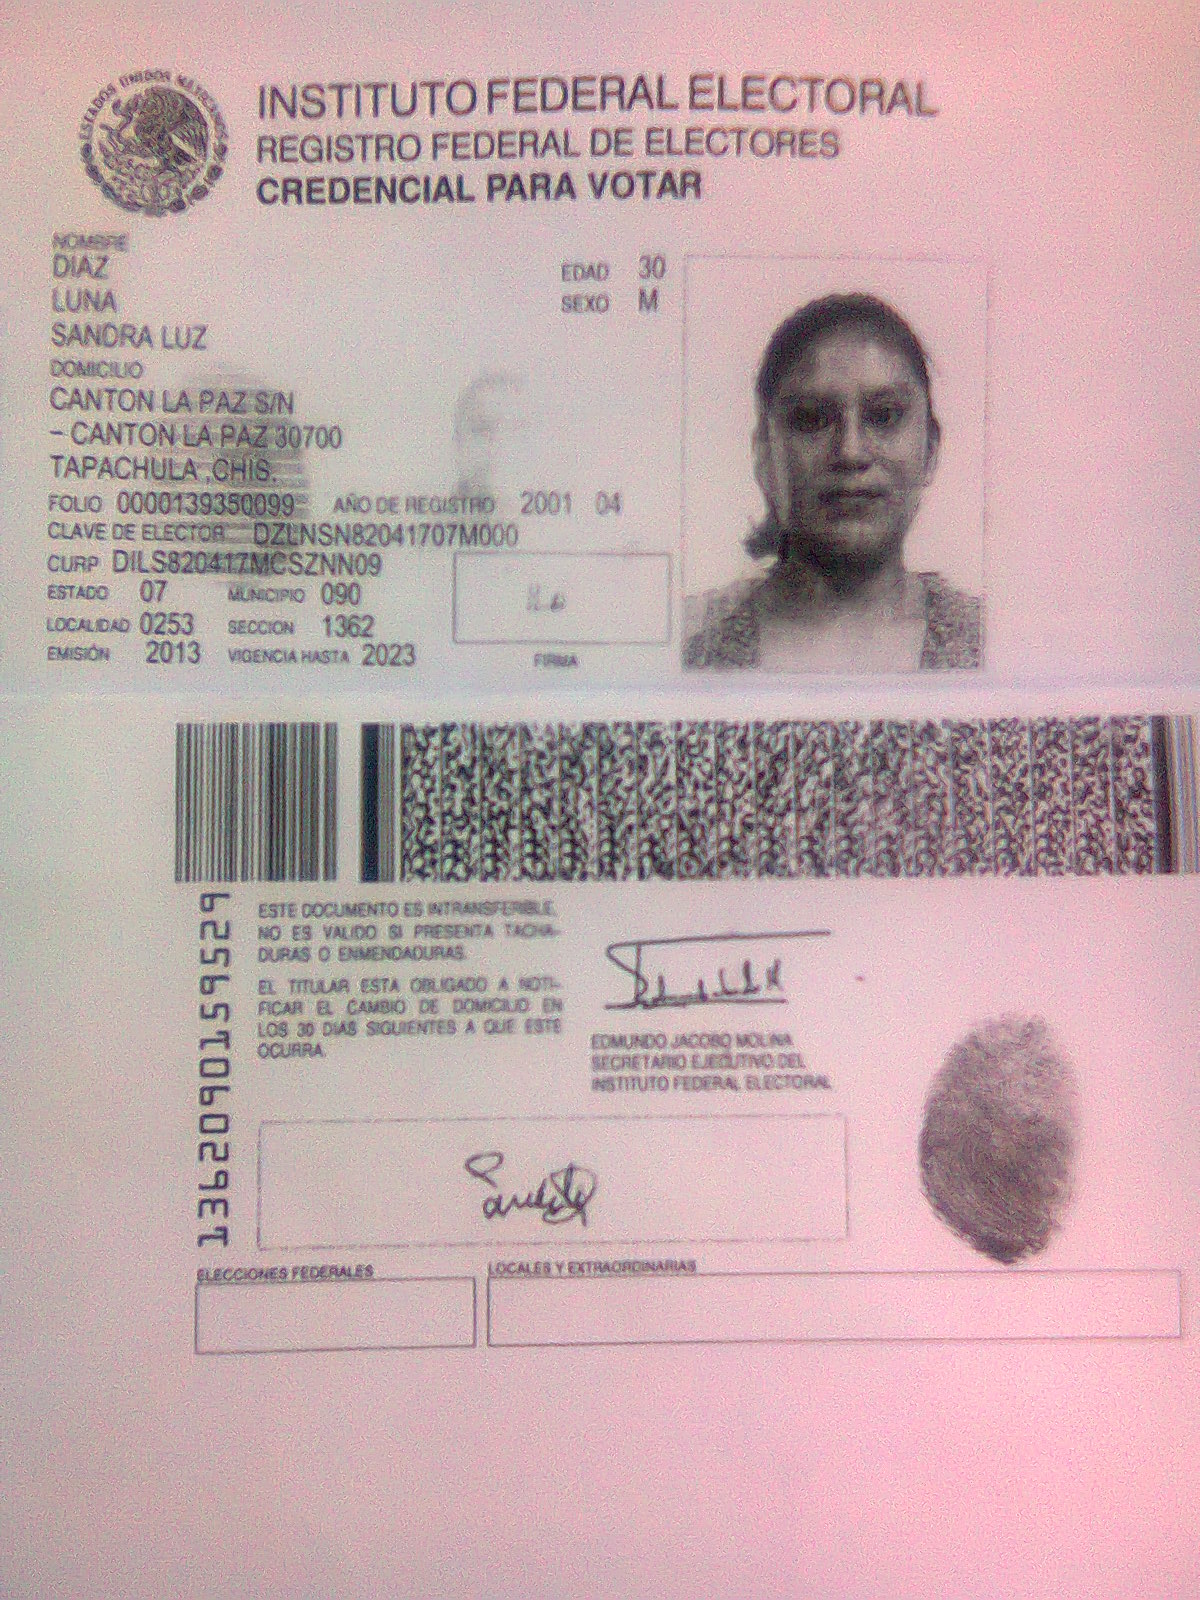 ESTADOS UNIDOS MEXICANOS
INSTITUTO FEDERAL ELECTORAL
REGISTRO FEDERAL DE ELECTORES
CREDENCIAL PARA VOTAR
NOMBRE
DIAZ
LUNA
SANDRA LUZ
EDAD 30
SEXO M
DOMICILIO
CANTON LA PAZ S/N
- CANTON LA PAZ 30700
TAPACHULA ,CHIS.
FOLIO 0000139350099 AÑO DE REGISTRO 2001 04
CLAVE DE ELECTOR DZLNSN82041707M000
CURP DILS820417MCSZNN09
ESTADO 07 MUNICIPIO 090
LOCALIDAD 0253 SECCION 1362
EMISIÓN 2013 VIGENCIA HASTA 2023
FIRMA
1362090159529
ESTE DOCUMENTO ES INTRANSFERIBLE.
NO ES VALIDO SI PRESENTA TACHA-
DURAS O ENMENDADURAS.
EL TITULAR ESTA OBLIGADO A NOTI-
FICAR EL CAMBIO DE DOMICILIO EN
LOS 30 DIAS SIGUIENTES A QUE ESTE
OCURRA.
EDMUNDO JACOBO MOLINA
SECRETARIO EJECUTIVO DEL
INSTITUTO FEDERAL ELECTORAL
ELECCIONES FEDERALES
LOCALES Y EXTRAORDINARIAS